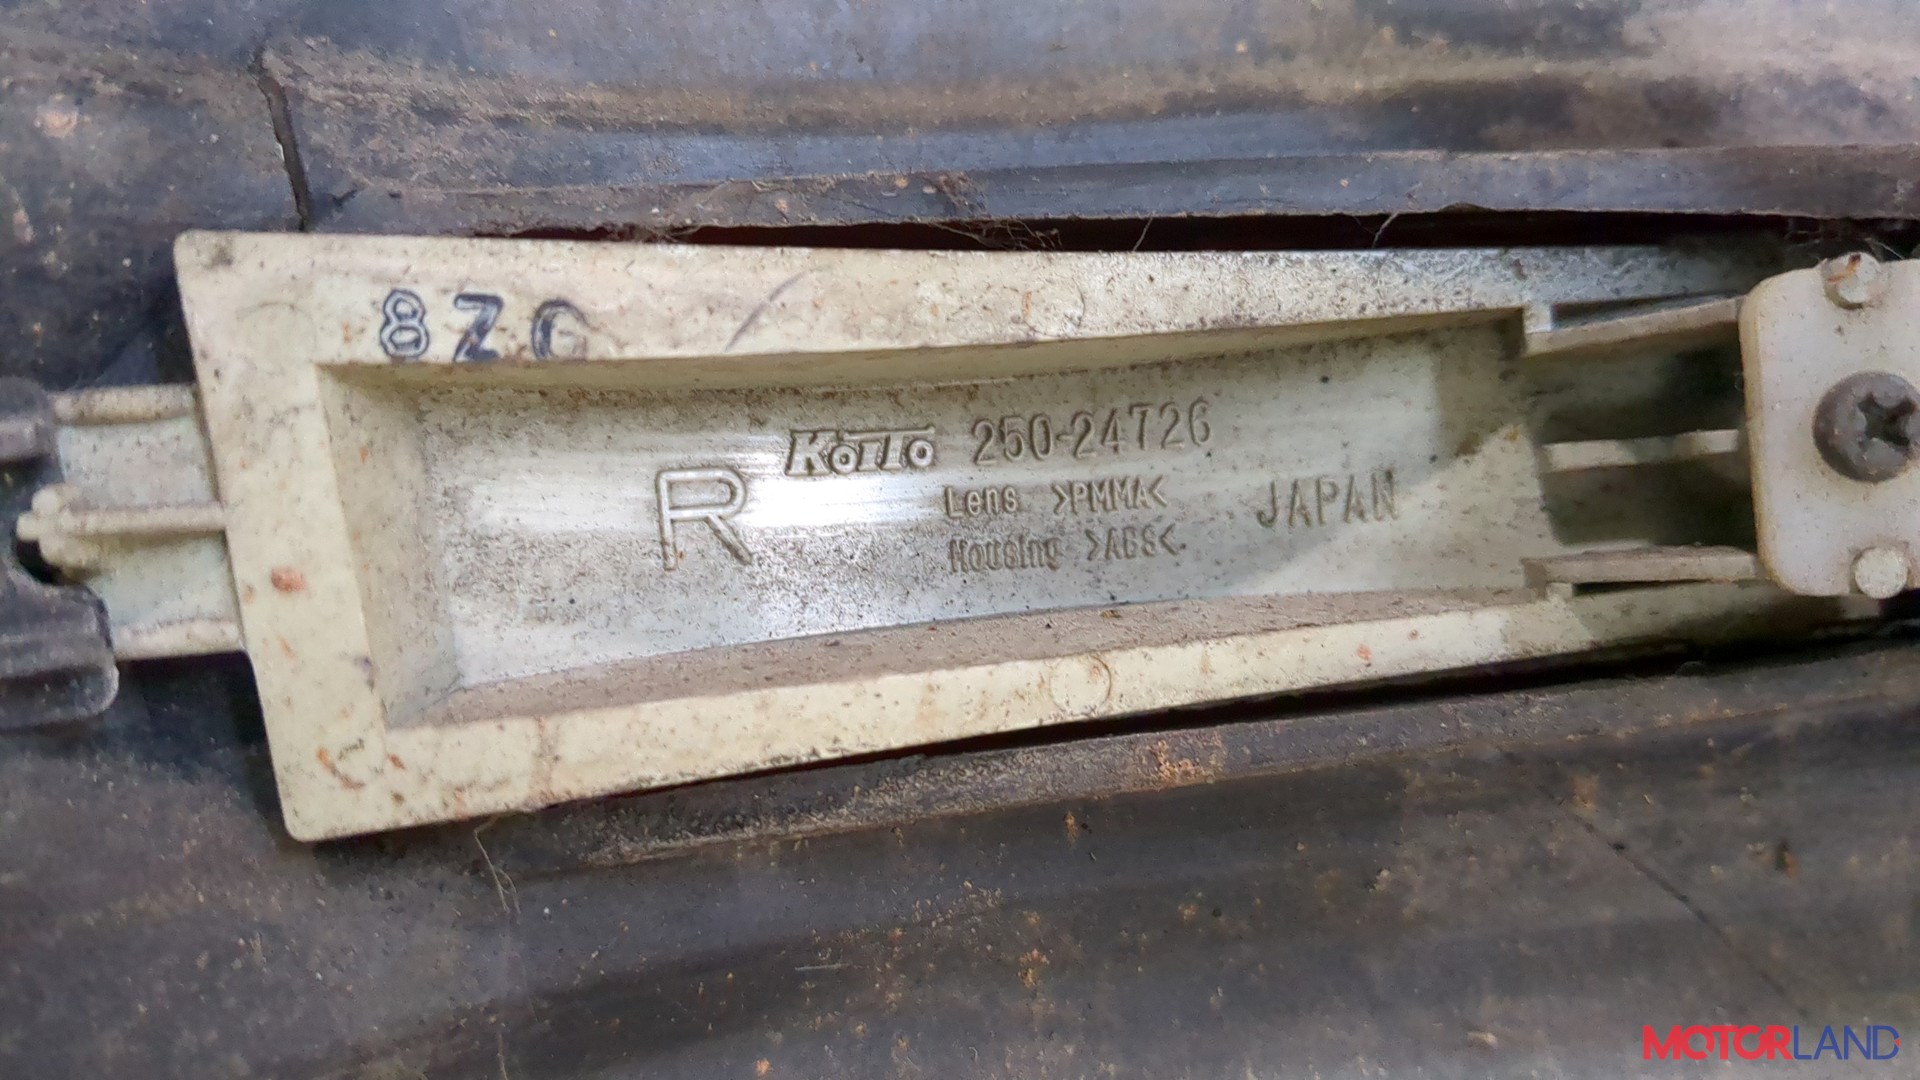 8ZG
KOITO 250-24726
R
Lens >PMMA<
JAPAN
Housing >ABS<
MOTORLAND